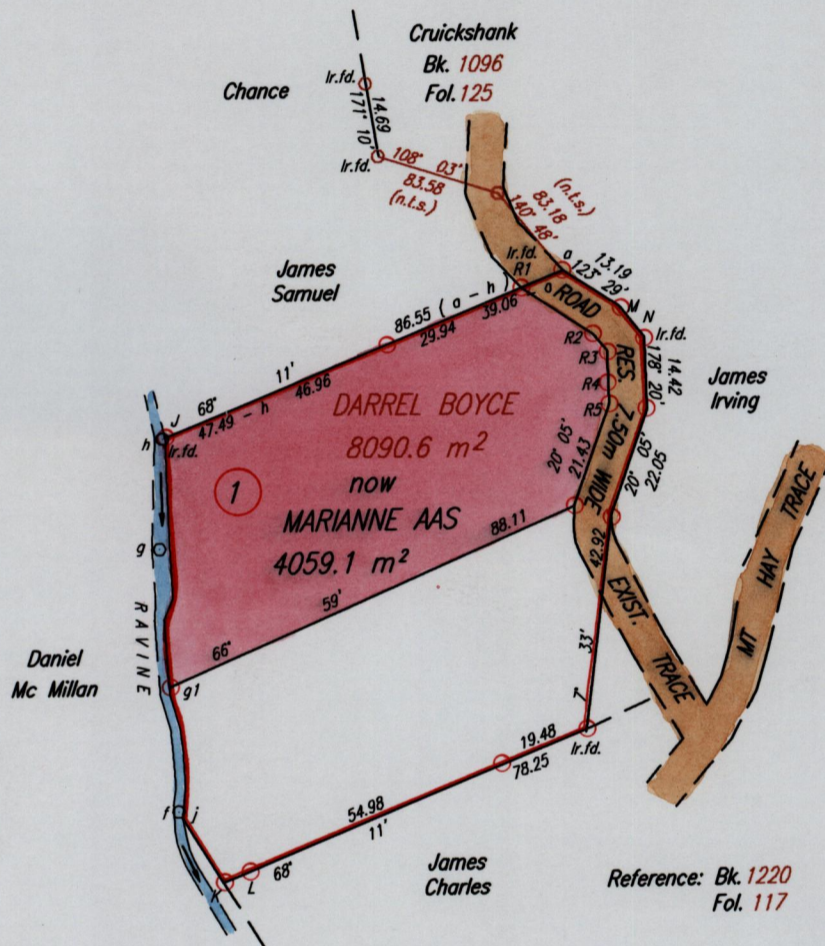 Cruickshank
Bk. 1096
Fol. 125
Chance
Ir.fd.
14.69
171° 10'
Ir.fd.
108° 03'
83.58
(n.t.s.)
(n.t.s.)
83.18
140° 48'
James
Samuel
Ir.fd.
R1
a
13.19
123° 29'
M
N
Ir.fd.
86.55 ( a - h )
39.06
29.94
ROAD
RES.
7.50m WIDE
R2
R3
R4
R5
178° 20'
14.42
James
Irving
11'
68°
46.96
47.49 - h
J
h
Ir.fd.
DARREL BOYCE
8090.6 m²
1
now
MARIANNE AAS
4059.1 m²
20° 05'
21.43
20° 05'
22.05
88.11
59'
66°
42.92
g
RAVINE
EXIST.
TRACE
MT HAY TRACE
Daniel
Mc Millan
g1
33'
7°
Ir.fd.
19.48
78.25
54.98
11'
68°
f
j
L
James
Charles
Reference: Bk. 1220
Fol. 117